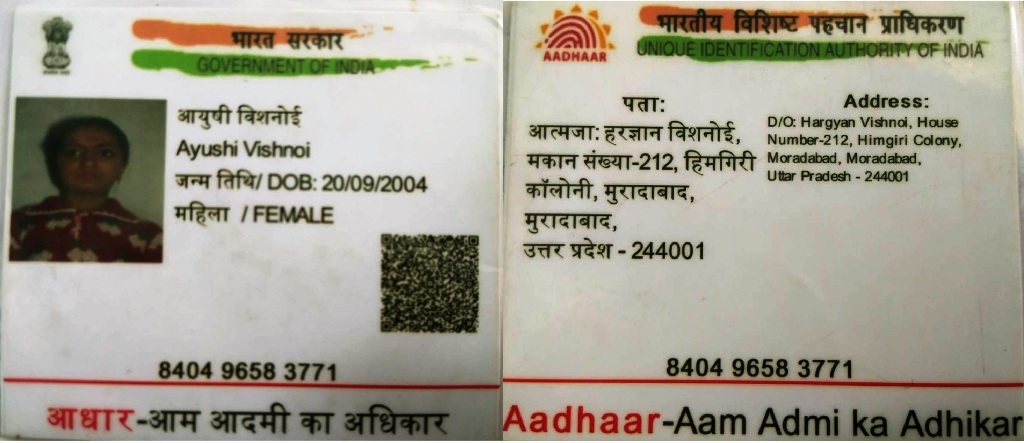 भारत सरकार
GOVERNMENT OF INDIA
आयुषी विशनोई
Ayushi Vishnoi
जन्म तिथि/ DOB: 20/09/2004
महिला / FEMALE
8404 9658 3771
आधार-आम आदमी का अधिकार
AADHAAR
भारतीय विशिष्ट पहचान प्राधिकरण
UNIQUE IDENTIFICATION AUTHORITY OF INDIA
पता:
आत्मजा: हरज्ञान विशनोई,
मकान संख्या-212, हिमगिरी
कॉलोनी, मुरादाबाद,
मुरादाबाद,
उत्तर प्रदेश - 244001
Address:
D/O: Hargyan Vishnoi, House
Number-212, Himgiri Colony,
Moradabad, Moradabad,
Uttar Pradesh - 244001
8404 9658 3771
Aadhaar-Aam Admi ka Adhikar